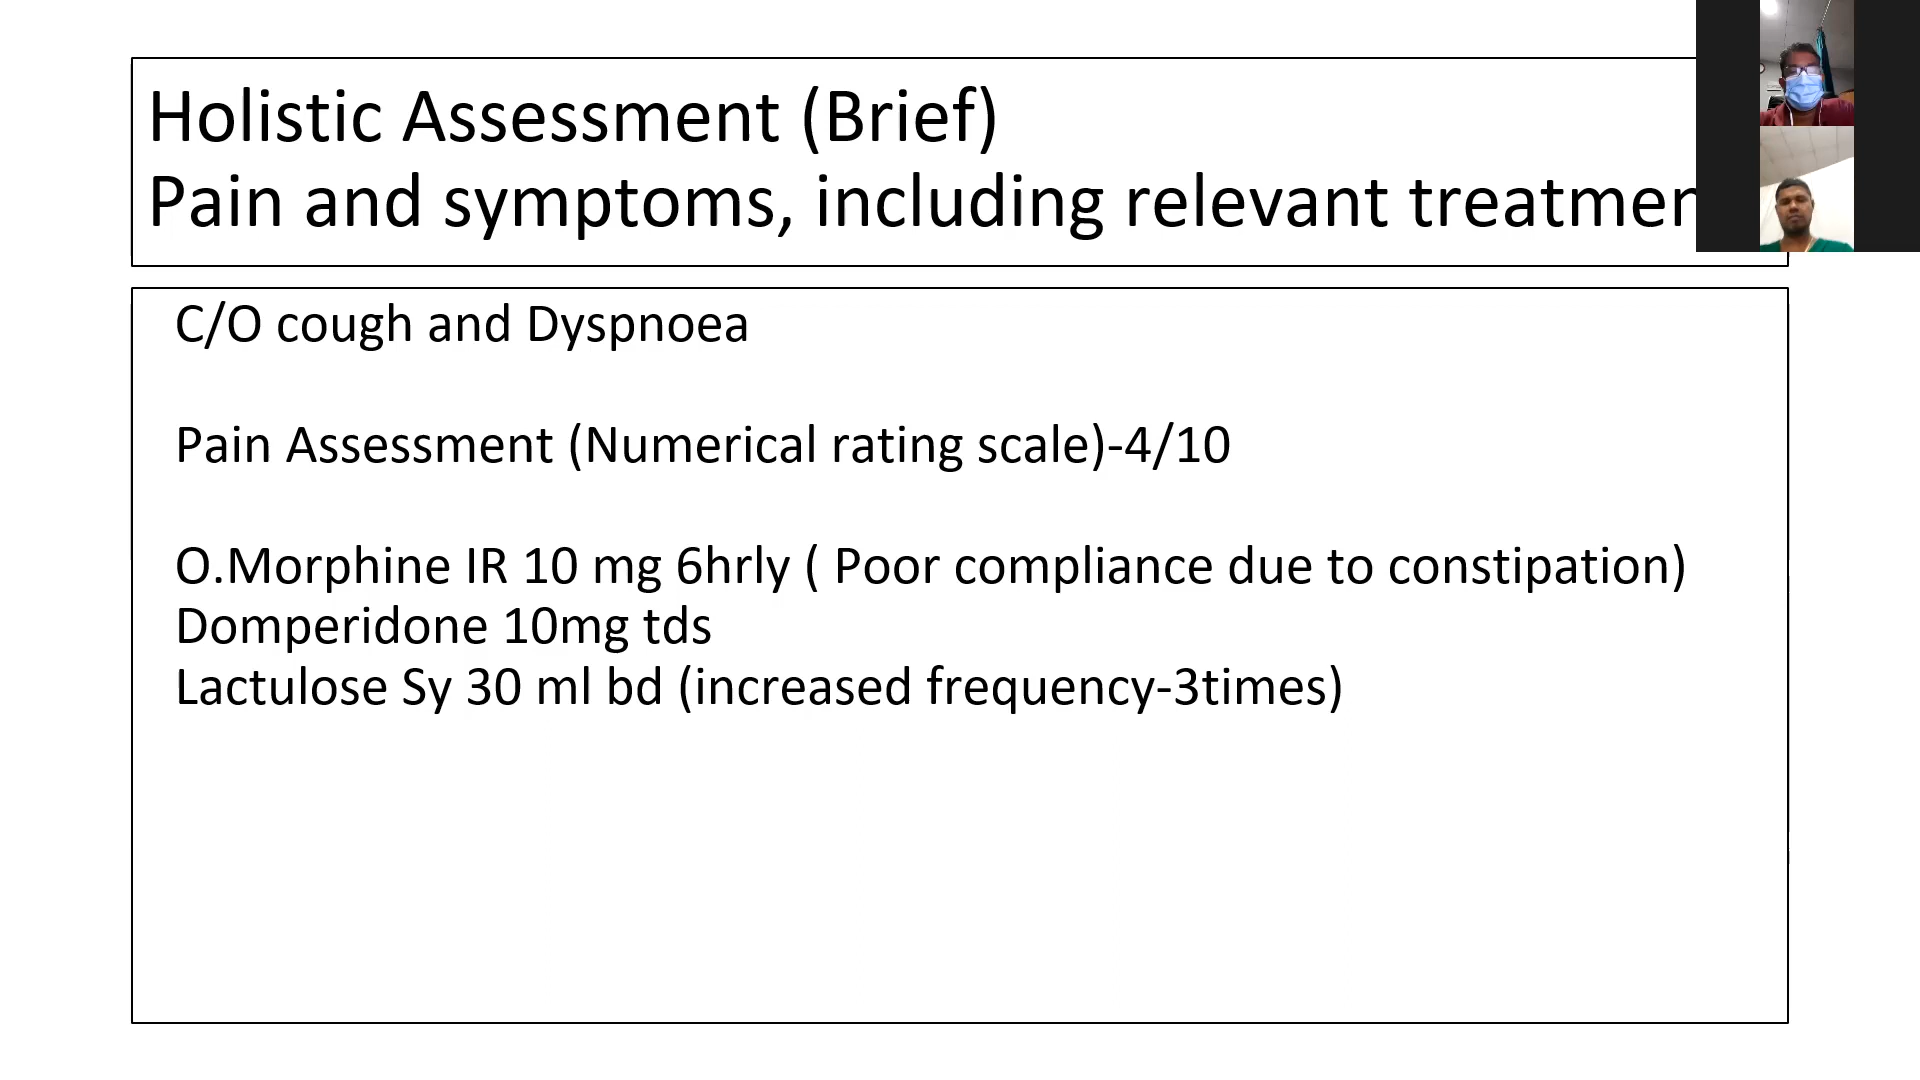 Holistic Assessment (Brief)
Pain and symptoms, including relevant
C/O cough and Dyspnoea
Pain Assessment (Numerical rating scale)-4/10
O.Morphine IR 10 mg 6hrly ( Poor compliance due to constipation)
Domperidone 10mg tds
Lactulose Sy 30 ml bd (increased frequency-3times)